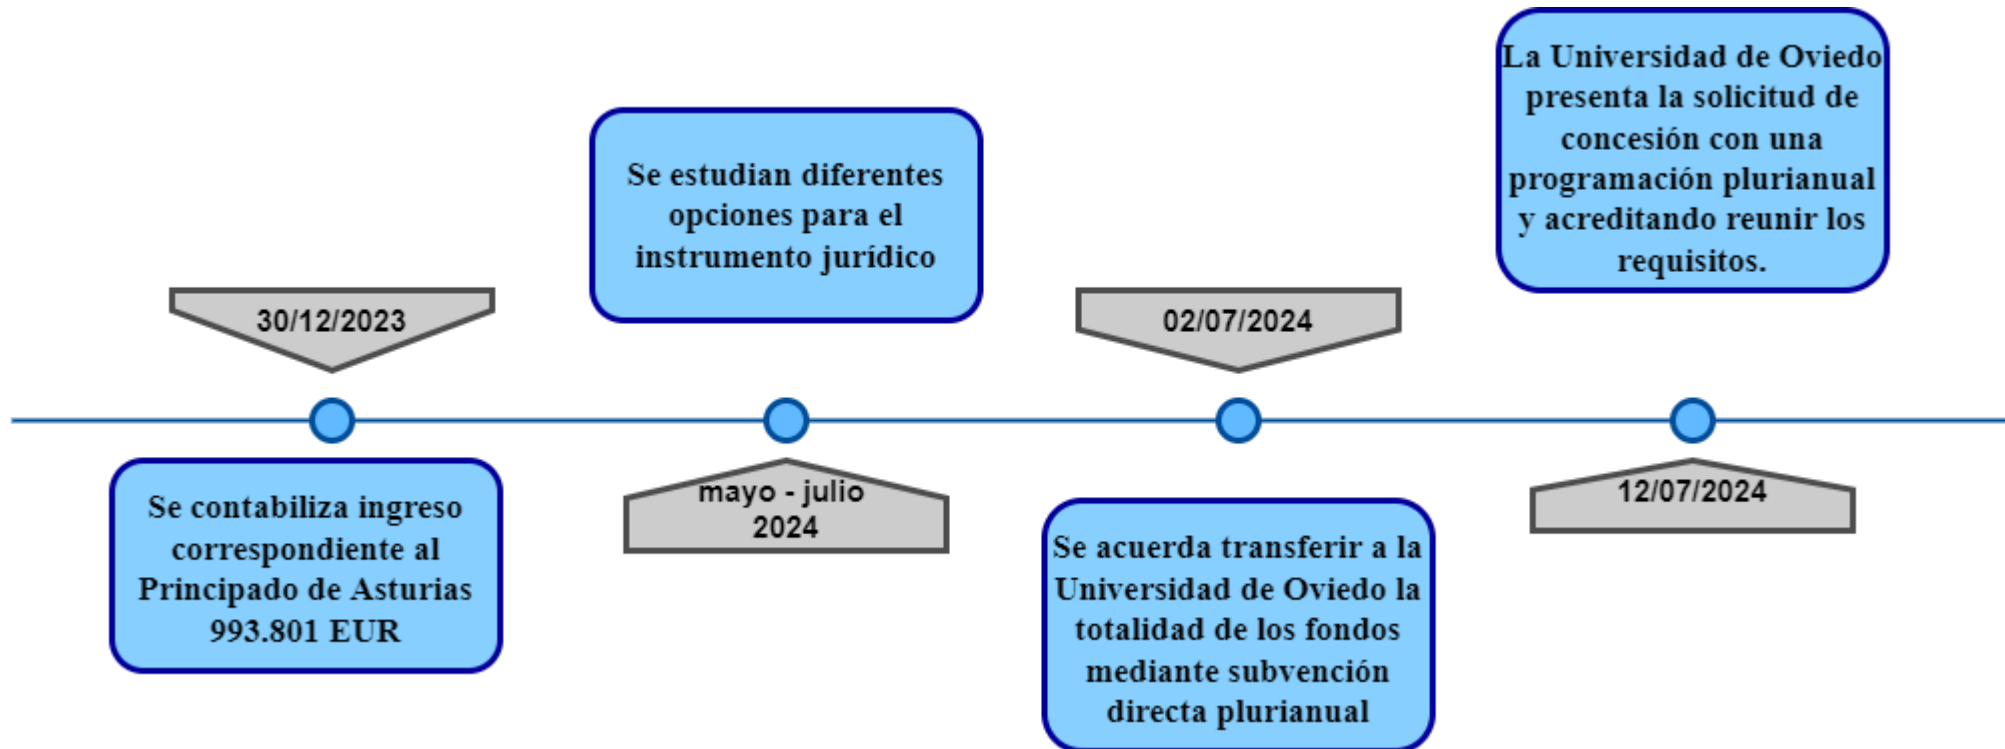 30/12/2023
Se contabiliza ingreso
correspondiente al
Principado de Asturias
993.801 EUR
Se estudian diferentes
opciones para el
instrumento jurídico
mayo - julio
2024
02/07/2024
Se acuerda transferir a la
Universidad de Oviedo la
totalidad de los fondos
mediante subvención
directa plurianual
La Universidad de Oviedo
presenta la solicitud de
concesión con una
programación plurianual
y acreditando reunir los
requisitos.
12/07/2024